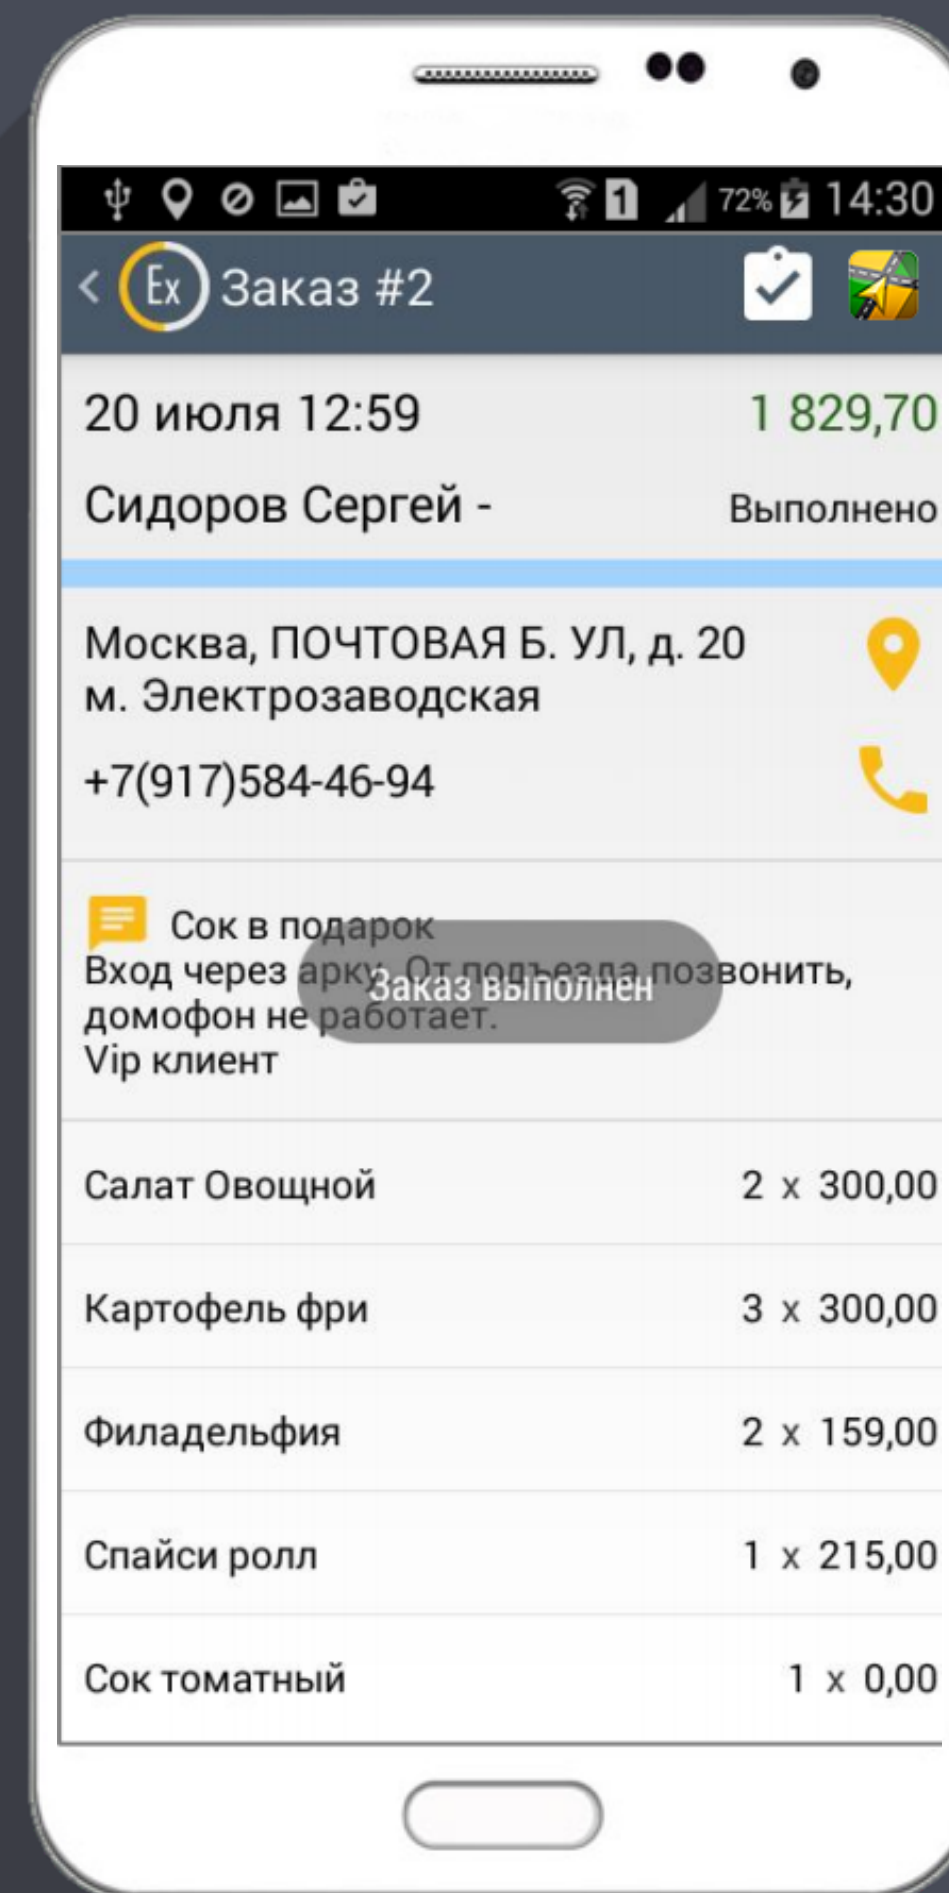 1 72% 14:30
Ex Заказ #2
20 июля 12:59 1 829,70
Сидоров Сергей - Выполнено
Москва, ПОЧТОВАЯ Б. УЛ, д. 20
м. Электрозаводская
+7(917)584-46-94
Сок в подарок
Вход через арку. От подъезда позвонить,
Заказ выполнен
домофон не работает.
Vip клиент
Салат Овощной 2 x 300,00
Картофель фри 3 x 300,00
Филадельфия 2 x 159,00
Спайси ролл 1 x 215,00
Сок томатный 1 x 0,00